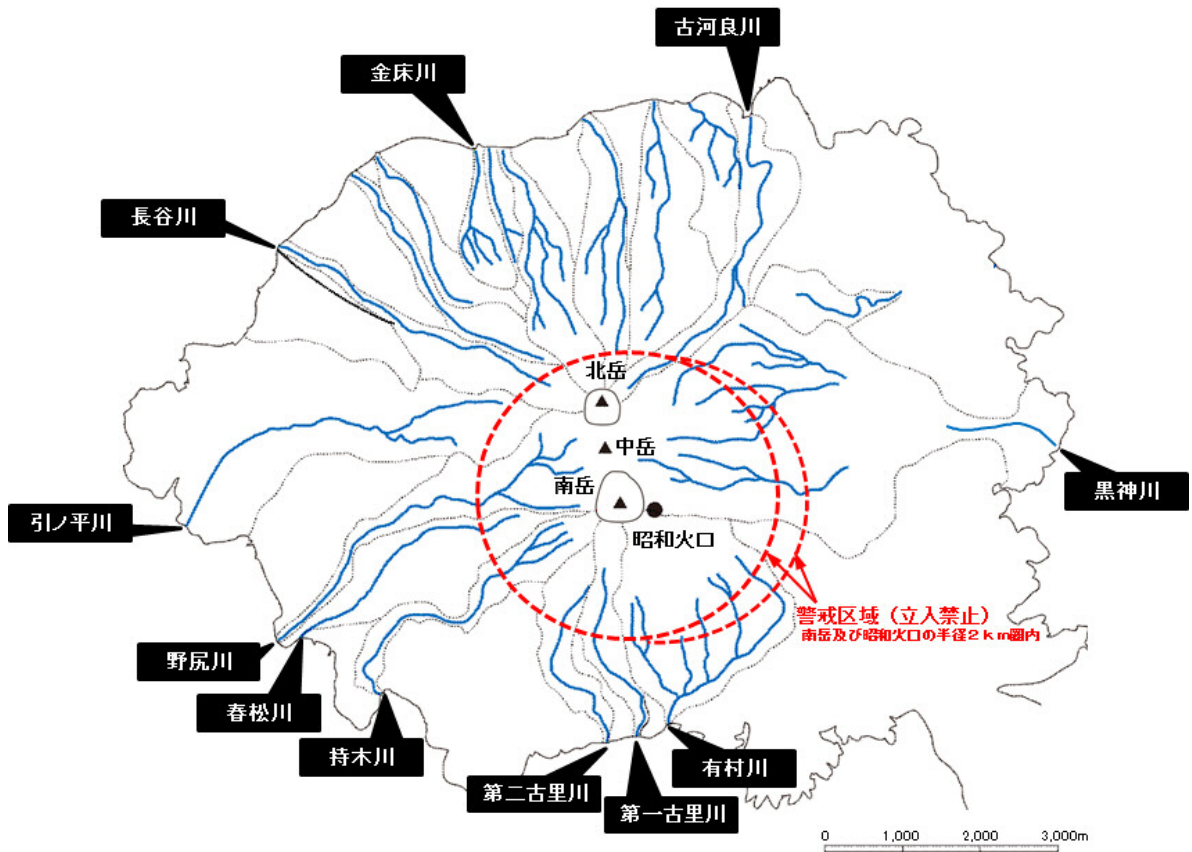 古河良川
金床川
長谷川
北岳
中岳
南岳
昭和火口
黒神川
引ノ平川
警戒区域（立入禁止）
南岳及び昭和火口の半径２ｋｍ圏内
野尻川
春松川
持木川
有村川
第二古里川
第一古里川
0 1,000 2,000 3,000m